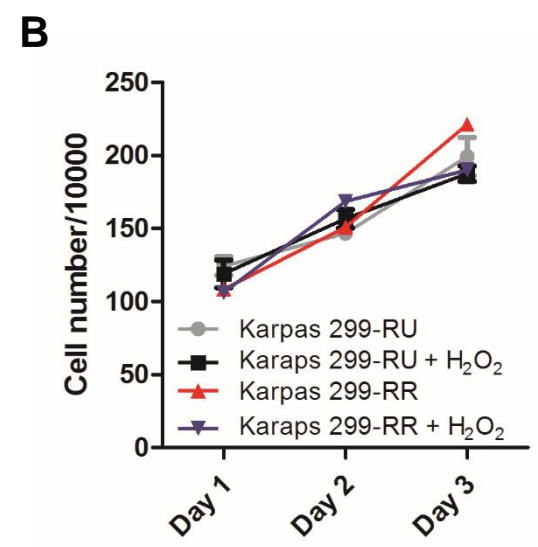 B
Cell number/10000
250
200
150
100
50
0
Karpas 299-RU
Karaps 299-RU + H₂O₂
Karpas 299-RR
Karaps 299-RR + H₂O₂
Day 1
Day 2
Day 3